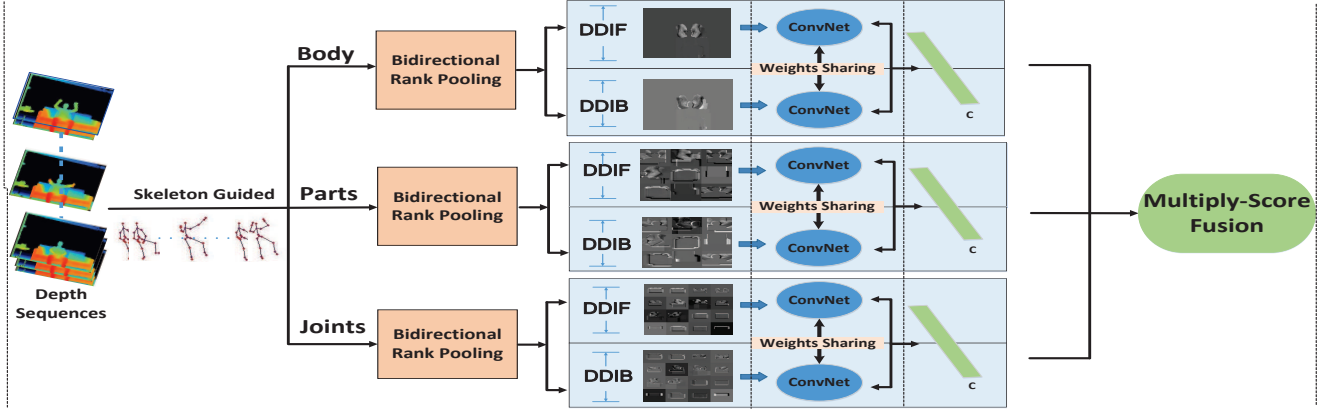 Depth
Sequences
Skeleton Guided
Body
Bidirectional
Rank Pooling
DDIF
DDIB
ConvNet
Weights Sharing
ConvNet
C
Parts
Bidirectional
Rank Pooling
DDIF
DDIB
ConvNet
Weights Sharing
ConvNet
C
Joints
Bidirectional
Rank Pooling
DDIF
DDIB
ConvNet
Weights Sharing
ConvNet
C
Multiply-Score
Fusion